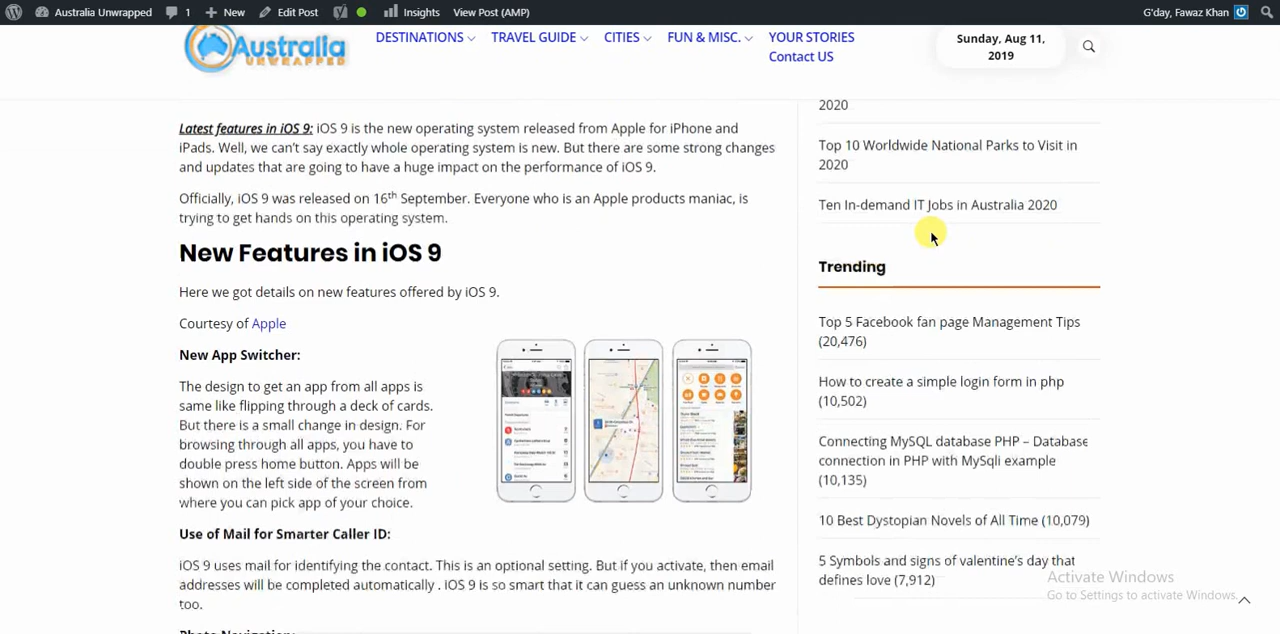 Australia Unwrapped 1 New Edit Post Insights View Post (AMP) G'day, Fawaz Khan
Australia
UNWRAPPED
DESTINATIONS TRAVEL GUIDE CITIES FUN & MISC. YOUR STORIES
Contact US
Sunday, Aug 11,
2019
Latest features in iOS 9: iOS 9 is the new operating system released from Apple for iPhone and
iPads. Well, we can't say exactly whole operating system is new. But there are some strong changes
and updates that are going to have a huge impact on the performance of iOS 9.
Officially, iOS 9 was released on 16th September. Everyone who is an Apple products maniac, is
trying to get hands on this operating system.
New Features in iOS 9
Here we got details on new features offered by iOS 9.
Courtesy of Apple
New App Switcher:
The design to get an app from all apps is
same like flipping through a deck of cards.
But there is a small change in design. For
browsing through all apps, you have to
double press home button. Apps will be
shown on the left side of the screen from
where you can pick app of your choice.
Use of Mail for Smarter Caller ID:
iOS 9 uses mail for identifying the contact. This is an optional setting. But if you activate, then email
addresses will be completed automatically . iOS 9 is so smart that it can guess an unknown number
too.
Photo Navigation:
2020
Top 10 Worldwide National Parks to Visit in
2020
Ten In-demand IT Jobs in Australia 2020
Trending
Top 5 Facebook fan page Management Tips
(20,476)
How to create a simple login form in php
(10,502)
Connecting MySQL database PHP – Database
connection in PHP with MySqli example
(10,135)
10 Best Dystopian Novels of All Time (10,079)
5 Symbols and signs of valentine's day that
defines love (7,912)
Activate Windows
Go to Settings to activate Windows.